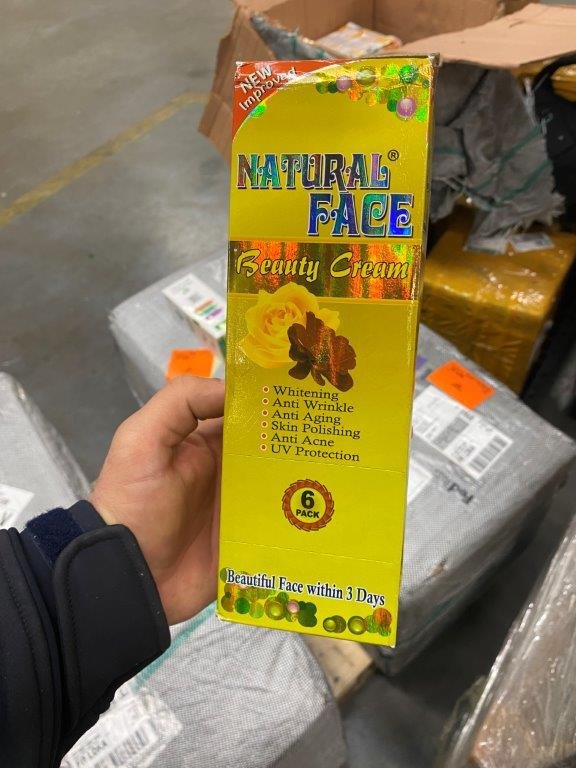 NEW
Improved
NATURAL®
FACE
Beauty Cream
Whitening
Anti Wrinkle
Anti Aging
Skin Polishing
Anti Acne
UV Protection
6
PACK
Beautiful Face within 3 Days